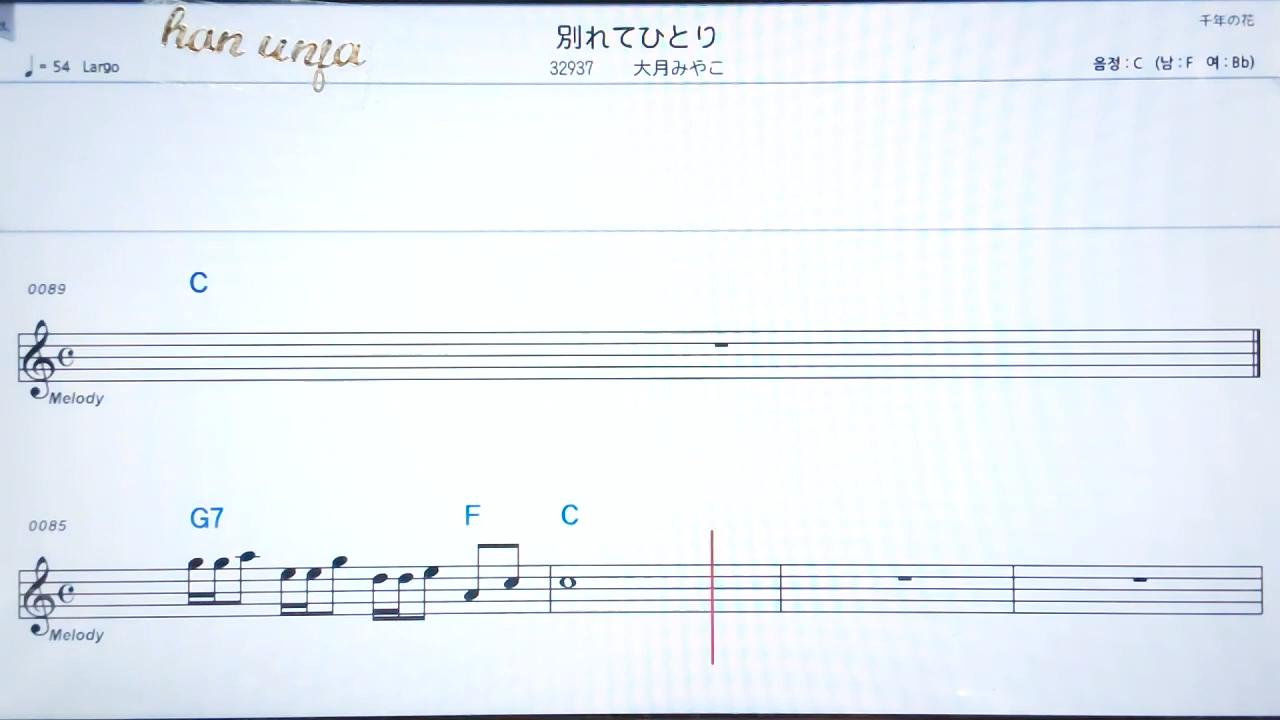 han unfa
別れてひとり
千年の花
♩= 54 Largo
32937 大月みやこ
음정 : C (남 : F 여 : Bb)
0089
C
Melody
0085
G7 F C
Melody